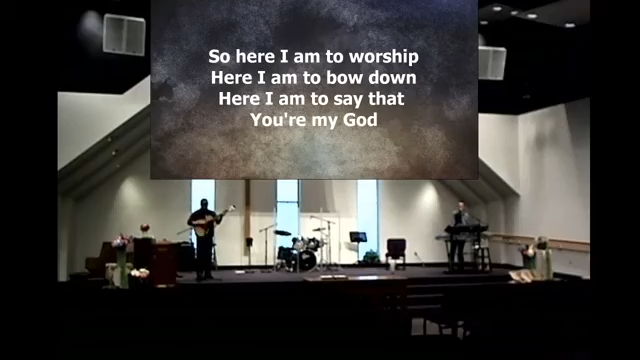 So here I am to worship
Here I am to bow down
Here I am to say that
You're my God